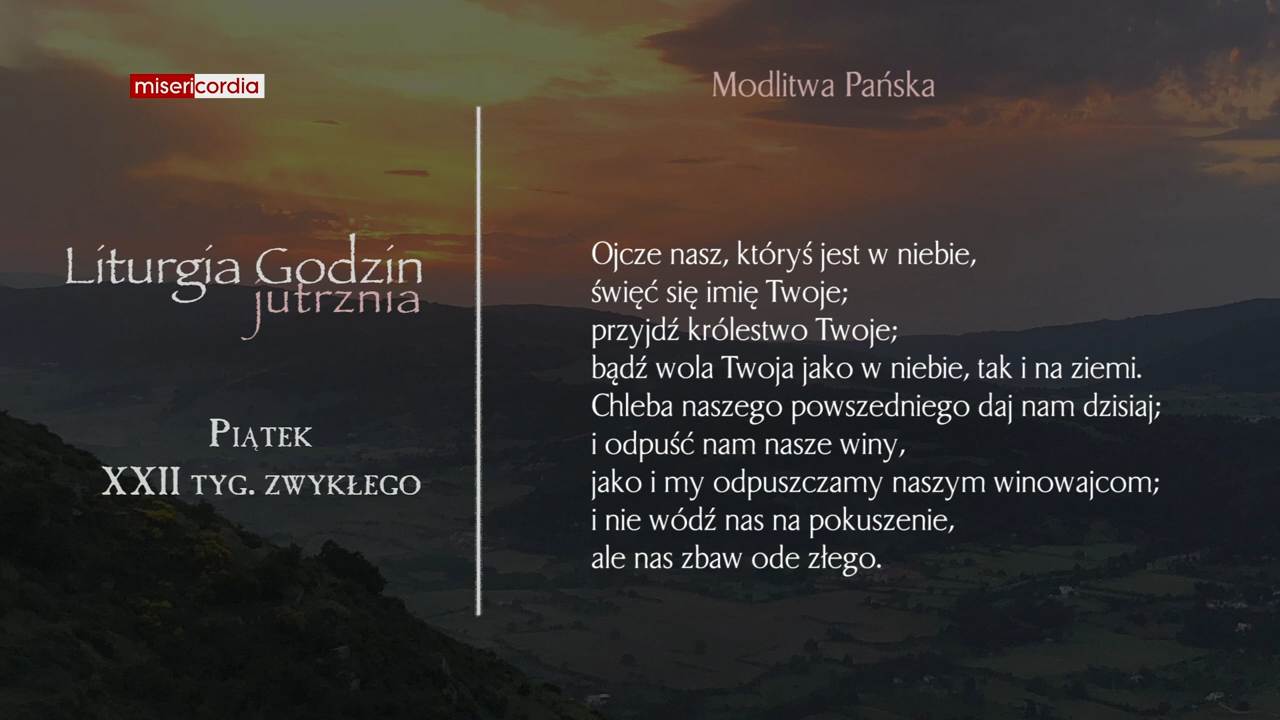 misericordia
Liturgia Godzin
jutrznia
Piątek
XXII tyg. zwykłego
Modlitwa Pańska
Ojcze nasz, któryś jest w niebie,
święć się imię Twoje;
przyjdź królestwo Twoje;
bądź wola Twoja jako w niebie, tak i na ziemi.
Chleba naszego powszedniego daj nam dzisiaj;
i odpuść nam nasze winy,
jako i my odpuszczamy naszym winowajcom;
i nie wódź nas na pokuszenie,
ale nas zbaw ode złego.